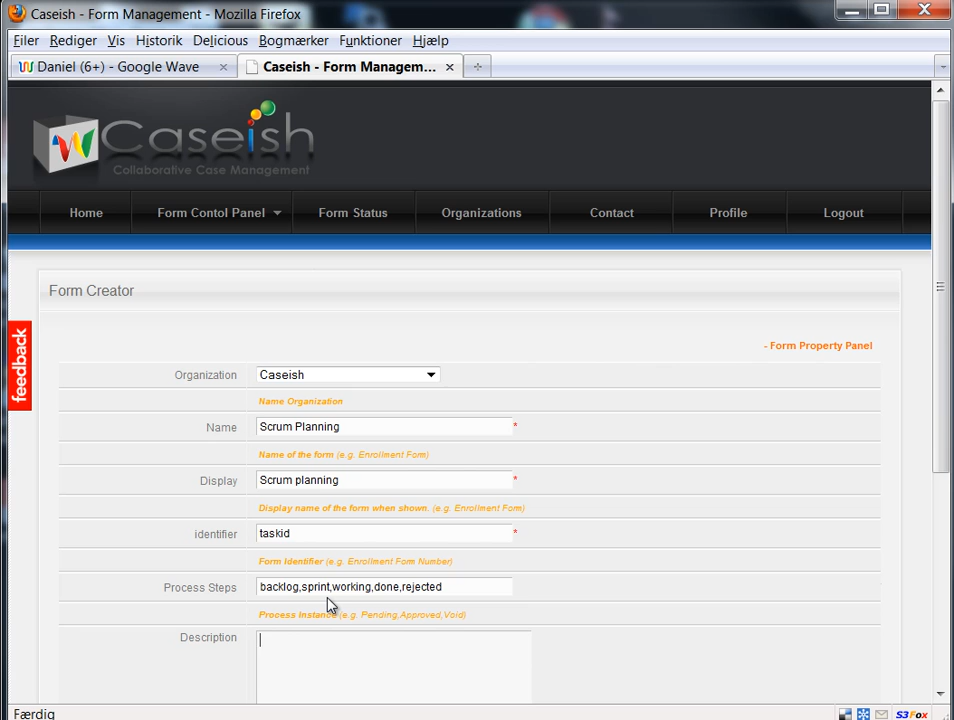 Caseish - Form Management - Mozilla Firefox
Filer Rediger Vis Historik Delicious Bogmærker Funktioner Hjælp
Daniel (6+) - Google Wave × Caseish - Form Managem... ×
Caseish
Collaborative Case Management
Home Form Contol Panel Form Status Organizations Contact Profile Logout
Form Creator
feedback
- Form Property Panel
Organization Caseish
Name Organization
Name Scrum Planning *
Name of the form (e.g. Enrollment Form)
Display Scrum planning *
Display name of the form when shown. (e.g. Enrollment Form)
identifier taskid *
Form Identifier (e.g. Enrollment Form Number)
Process Steps backlog,sprint,working,done,rejected
Process Instance (e.g. Pending,Approved,Void)
Description
Færdig S3Fox